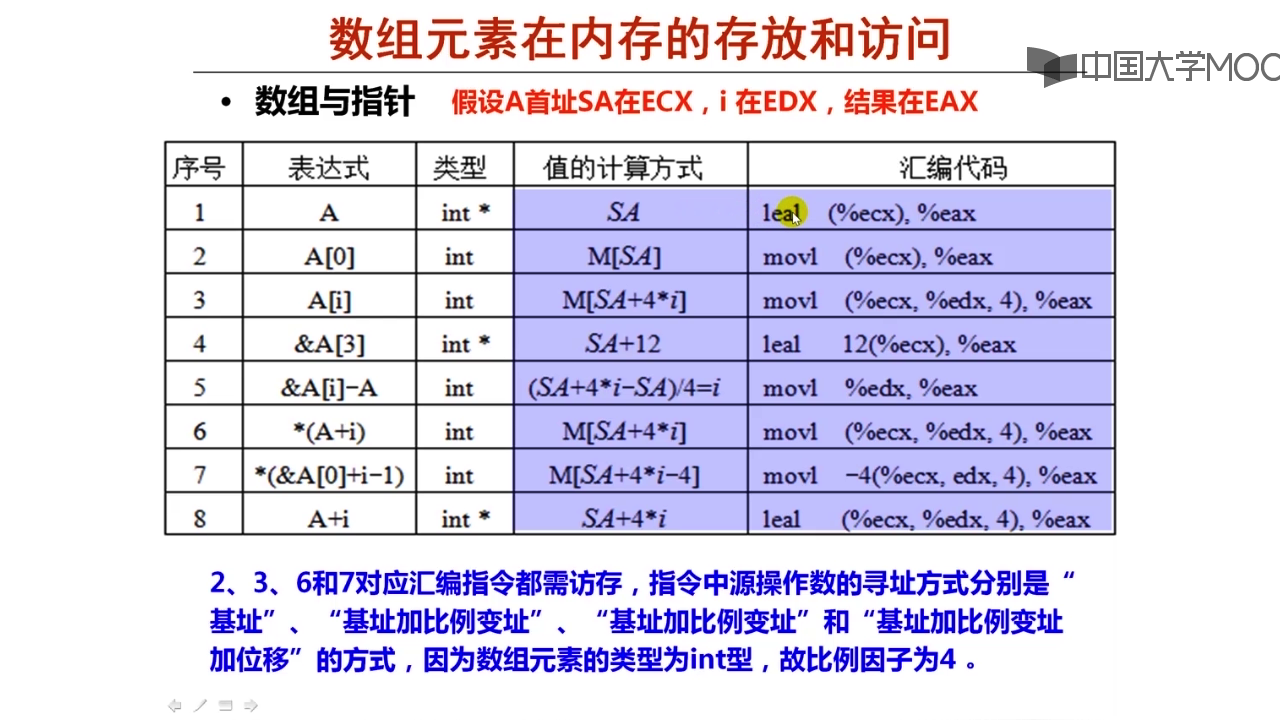 数组元素在内存的存放和访问
中国大学MOO
• 数组与指针 假设A首址SA在ECX，i 在EDX，结果在EAX
序号 表达式 类型 值的计算方式 汇编代码
1 A int * SA leal (%ecx), %eax
2 A[0] int M[SA] movl (%ecx), %eax
3 A[i] int M[SA+4*i] movl (%ecx, %edx, 4), %eax
4 &A[3] int * SA+12 leal 12(%ecx), %eax
5 &A[i]−A int (SA+4*i−SA)/4=i movl %edx, %eax
6 *(A+i) int M[SA+4*i] movl (%ecx, %edx, 4), %eax
7 *(&A[0]+i−1) int M[SA+4*i−4] movl −4(%ecx, edx, 4), %eax
8 A+i int * SA+4*i leal (%ecx, %edx, 4), %eax
2、3、6和7对应汇编指令都需访存，指令中源操作数的寻址方式分别是“
基址”、“基址加比例变址”、“基址加比例变址”和“基址加比例变址
加位移”的方式，因为数组元素的类型为int型，故比例因子为4 。